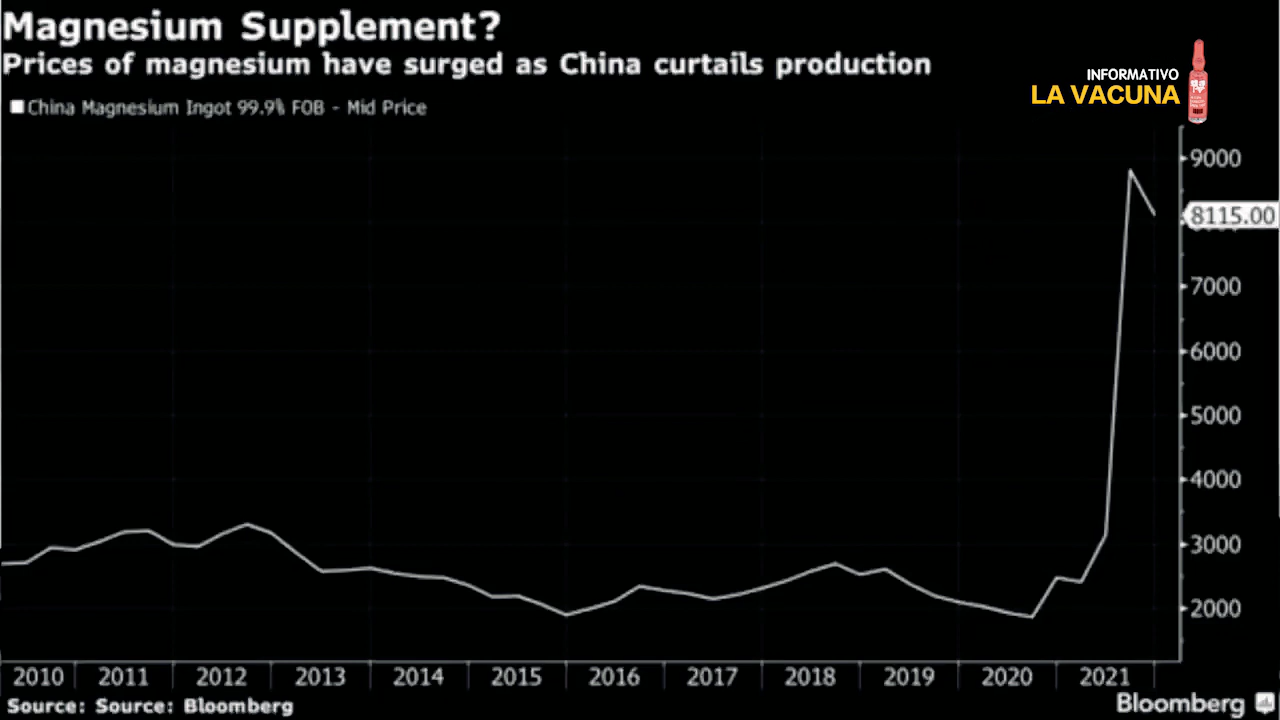 Magnesium Supplement?
Prices of magnesium have surged as China curtails production
China Magnesium Ingot 99.9% FOB - Mid Price
INFORMATIVO
LA VACUNA
9000
8115.00
7000
6000
5000
4000
3000
2000
2010 2011 2012 2013 2014 2015 2016 2017 2018 2019 2020 2021
Source: Source: Bloomberg
Bloomberg